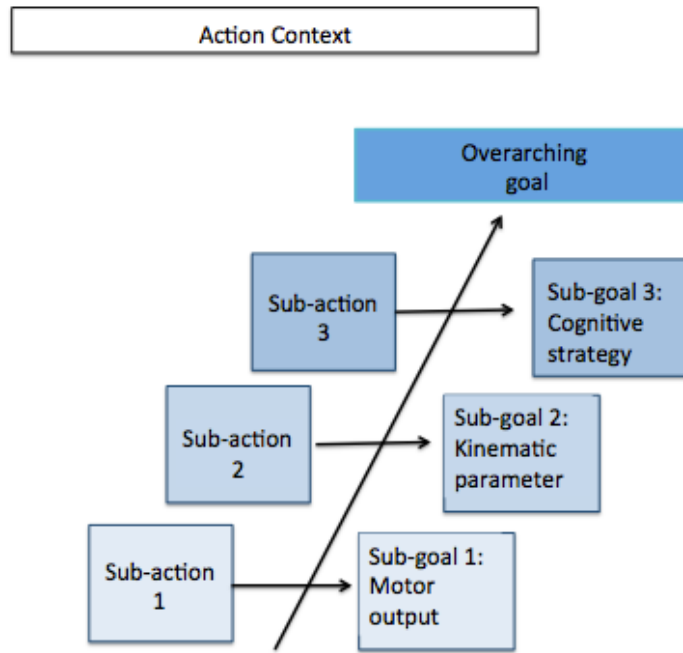 Action Context
Overarching
goal
Sub-action
3
Sub-goal 3:
Cognitive
strategy
Sub-action
2
Sub-goal 2:
Kinematic
parameter
Sub-action
1
Sub-goal 1:
Motor
output